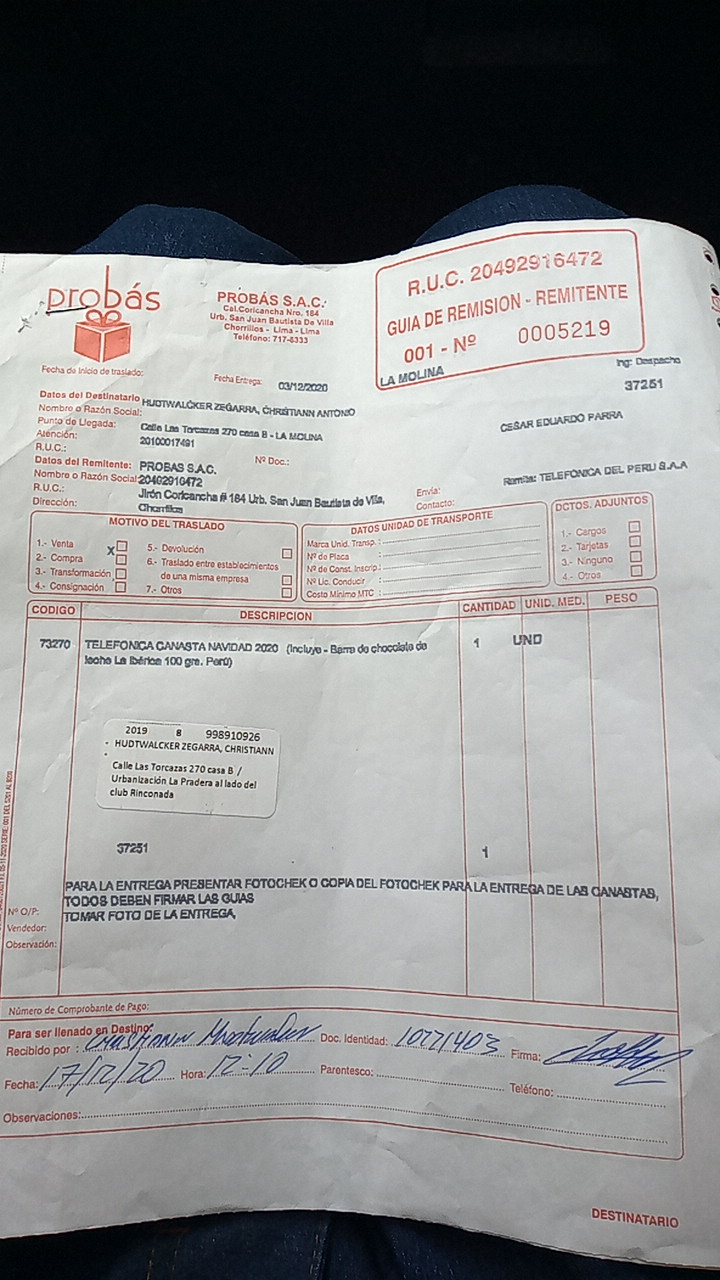 probás
PROBÁS S.A.C.
Cal.Coricancha Nro. 184
Urb. San Juan Bautista De Villa
Chorrillos - Lima - Lima
Teléfono: 717-8333
R.U.C. 20492916472
GUIA DE REMISION - REMITENTE
001 - Nº 0005219
Fecha de Inicio de traslado:
Fecha Entrega: 03/12/2020
LA MOLINA
Ing: Despacho
37251
Datos del Destinatario
Nombre o Razón Social: HUDTWALCKER ZEGARRA, CHRISTIANN ANTONIO
Punto de Llegada: Calle Las Torcazas 270 casa B - LA MOLINA
CESAR EDUARDO PARRA
Atención:
R.U.C.: 20100017491
Nº Doc.:
Datos del Remitente: PROBAS S.A.C.
Nombre o Razón Social: 20492916472
Remite: TELEFONICA DEL PERU S.A.A
R.U.C.:
Dirección: Jirón Coricancha # 184 Urb. San Juan Bautista de Villa,
Chorrillos
Envía:
Contacto:
MOTIVO DEL TRASLADO
1.- Venta X
2.- Compra
3.- Transformación
4.- Consignación
5.- Devolución
6.- Traslado entre establecimientos
de una misma empresa
7.- Otros
DATOS UNIDAD DE TRANSPORTE
Marca Unid. Transp.:
Nº de Placa :
Nº de Const. Inscrip.:
Nº Lic. Conducir :
Costo Mínimo MTC :
DCTOS. ADJUNTOS
1.- Cargos
2.- Tarjetas
3.- Ninguno
4.- Otros
CODIGO DESCRIPCION CANTIDAD UNID. MED. PESO
73270 TELEFONICA CANASTA NAVIDAD 2020 (Incluye - Barra de chocolate de 1 UND
leche La Ibérica 100 grs. Perú)
2019 8 998910926
HUDTWALCKER ZEGARRA, CHRISTIANN
Calle Las Torcazas 270 casa B /
Urbanización La Pradera al lado del
club Rinconada
37251 1
PARA LA ENTREGA PRESENTAR FOTOCHEK O COPIA DEL FOTOCHEK PARA LA ENTREGA DE LAS CANASTAS,
TODOS DEBEN FIRMAR LAS GUIAS
TOMAR FOTO DE LA ENTREGA,
Nº O/P:
Vendedor:
Observación:
Número de Comprobante de Pago:
Para ser llenado en Destino:
Recibido por : Christiann Hudtwalcker Doc. Identidad: 10771403 Firma:
Fecha: 17/12/20 Hora: 12:10 Parentesco: Teléfono:
Observaciones:
DESTINATARIO